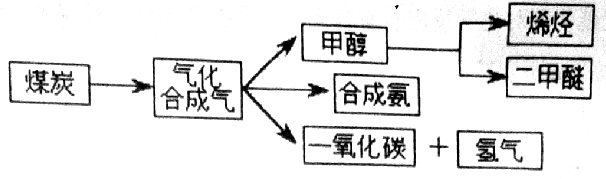 煤炭
气化
合成气
甲醇
合成氨
一氧化碳 + 氢气
烯烃
二甲醚